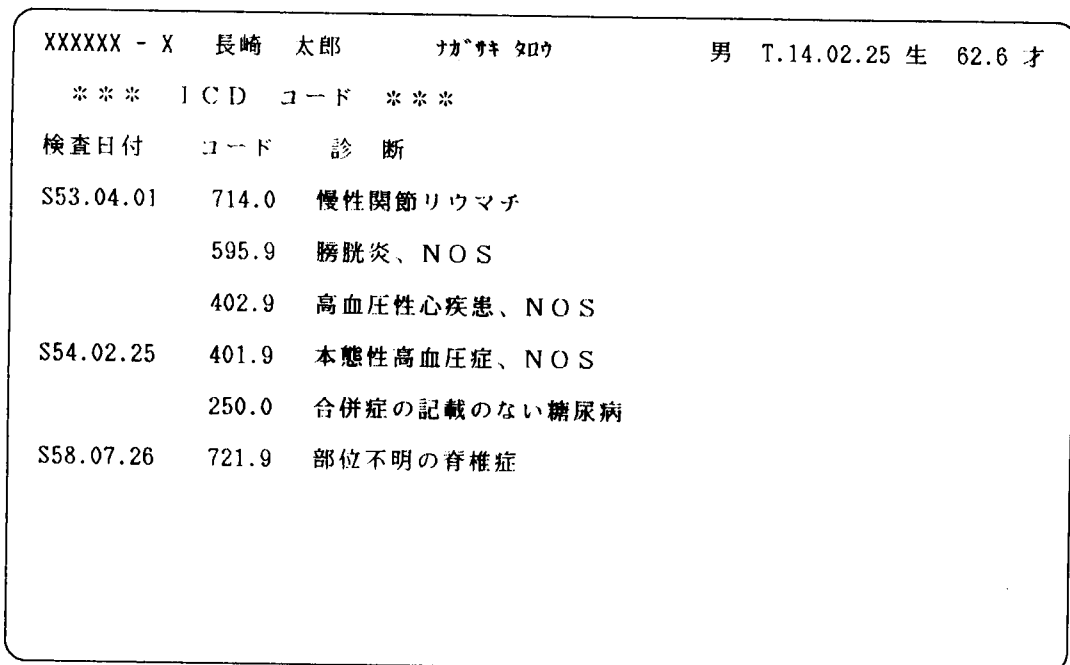 XXXXXX - X 長崎 太郎 ﾅｶﾞｻｷ ﾀﾛｳ 男 T.14.02.25 生 62.6 才
*** ICD コード ***
検査日付 コード 診 断
S53.04.01 714.0 慢性関節リウマチ
595.9 膀胱炎、NOS
402.9 高血圧性心疾患、NOS
S54.02.25 401.9 本態性高血圧症、NOS
250.0 合併症の記載のない糖尿病
S58.07.26 721.9 部位不明の脊椎症